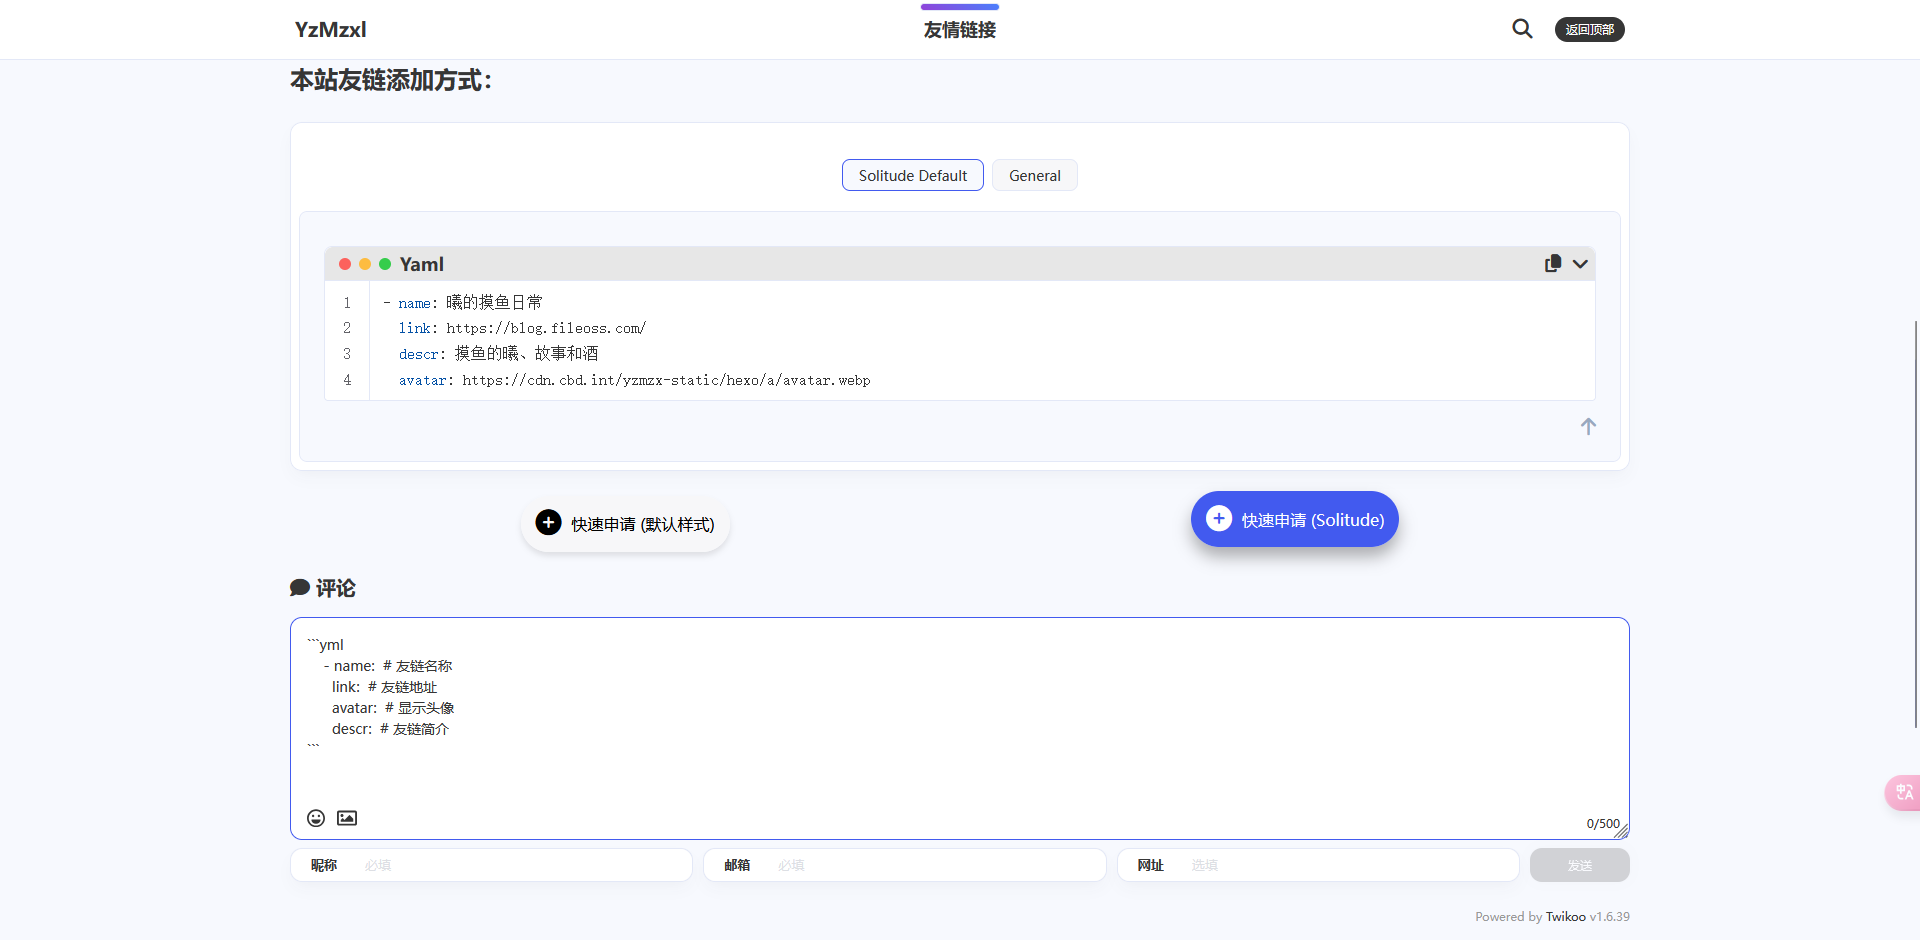 YzMzxl
友情链接
返回顶部
本站友链添加方式：
Solitude Default
General
Yaml
1 - name: 曦的摸鱼日常
2 link: https://blog.fileoss.com/
3 descr: 摸鱼的曦、故事和酒
4 avatar: https://cdn.cbd.int/yzmzx-static/hexo/a/avatar.webp
快速申请 (默认样式)
快速申请 (Solitude)
评论
```yml
- name: # 友链名称
link: # 友链地址
avatar: # 显示头像
descr: # 友链简介
```
0/500
昵称 必填
邮箱 必填
网址 选填
发送
Powered by Twikoo v1.6.39